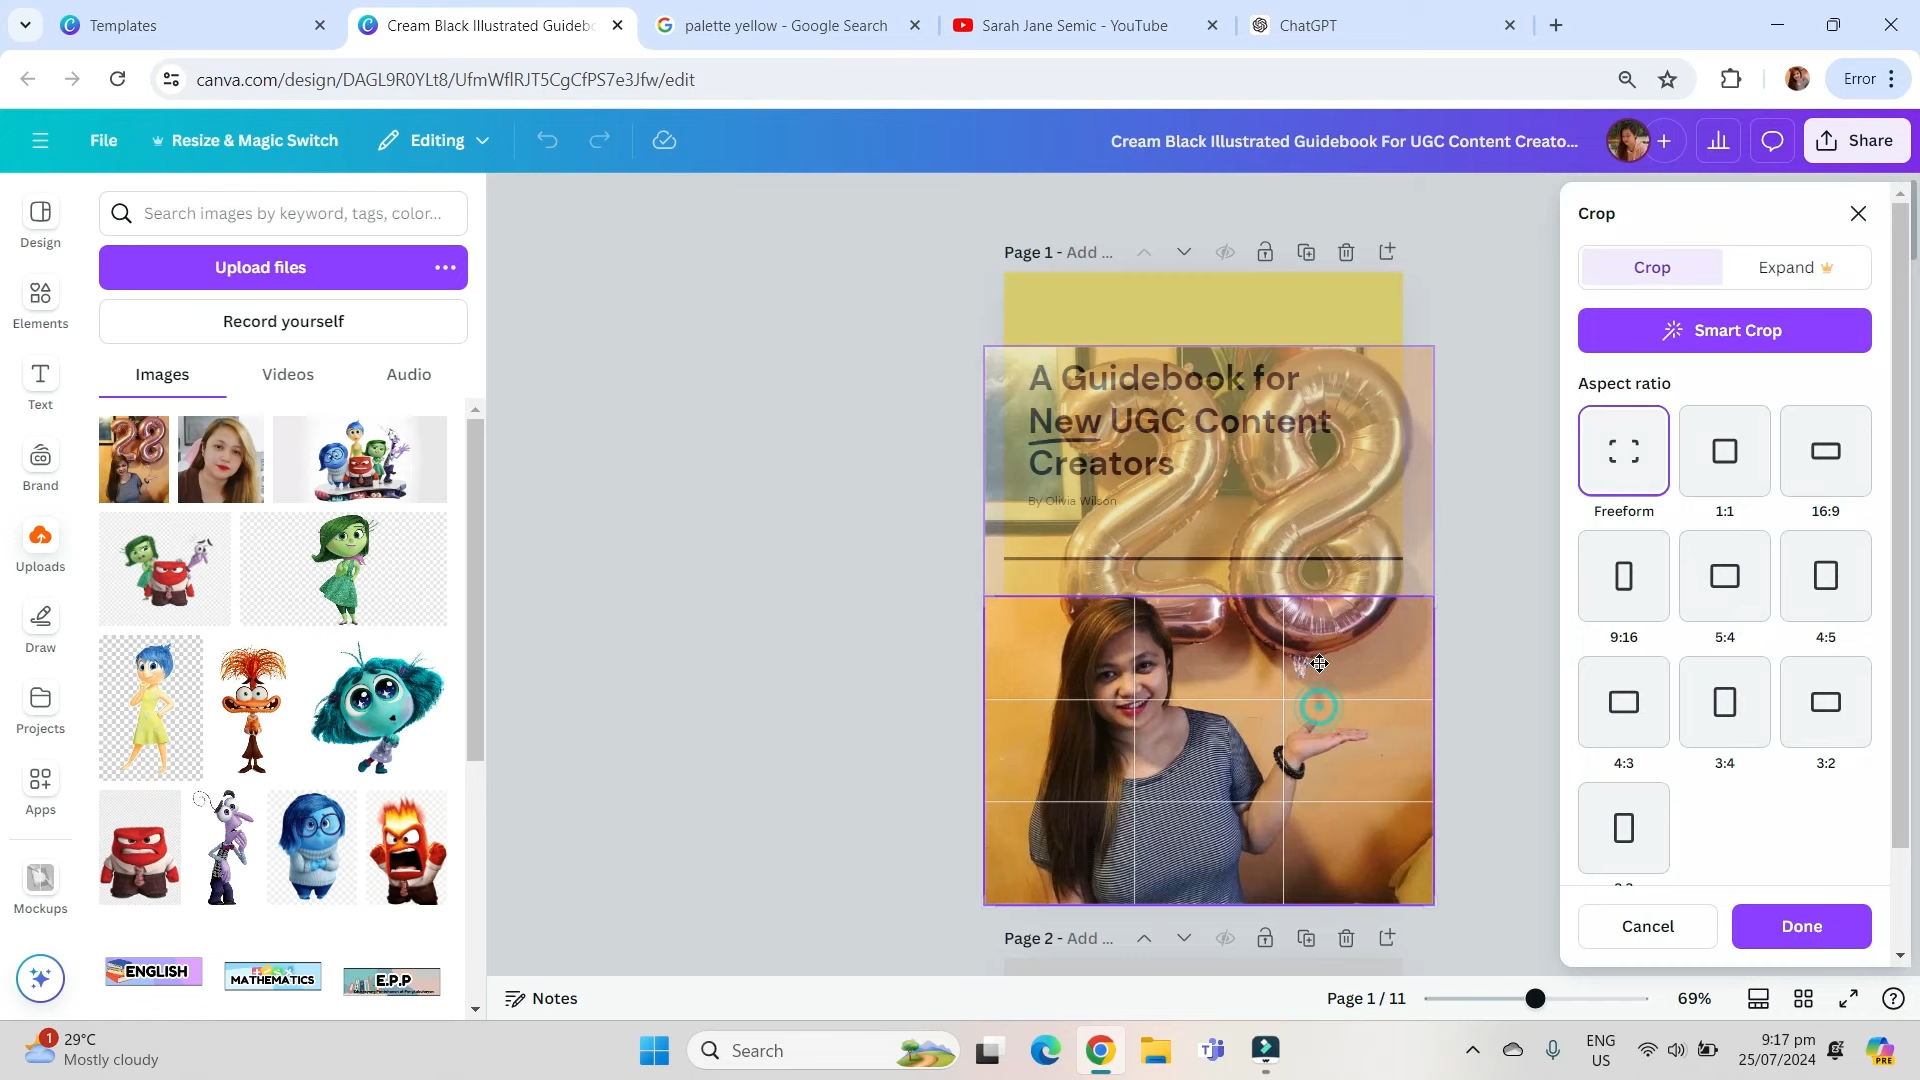 Templates
Cream Black Illustrated Guidebo
palette yellow - Google Search
Sarah Jane Semic - YouTube
ChatGPT
canva.com/design/DAGL9R0YLt8/UfmWflRJT5CgCfPS7e3Jfw/edit
Error
File
Resize & Magic Switch
Editing
Cream Black Illustrated Guidebook For UGC Content Creato...
Share
Design
Elements
Text
Brand
Uploads
Draw
Projects
Apps
Mockups
Search images by keyword, tags, color...
Upload files
Record yourself
Images
Videos
Audio
ENGLISH
MATHEMATICS
E.P.P
Page 1 - Add ...
A Guidebook for
New UGC Content
Creators
By Olivia Wilson
28
Page 2 - Add ...
Crop
Crop
Expand
Smart Crop
Aspect ratio
Freeform
1:1
16:9
9:16
5:4
4:5
4:3
3:4
3:2
Cancel
Done
Notes
Page 1 / 11
69%
1
29°C
Mostly cloudy
Search
ENG
US
9:17 pm
25/07/2024
PRE